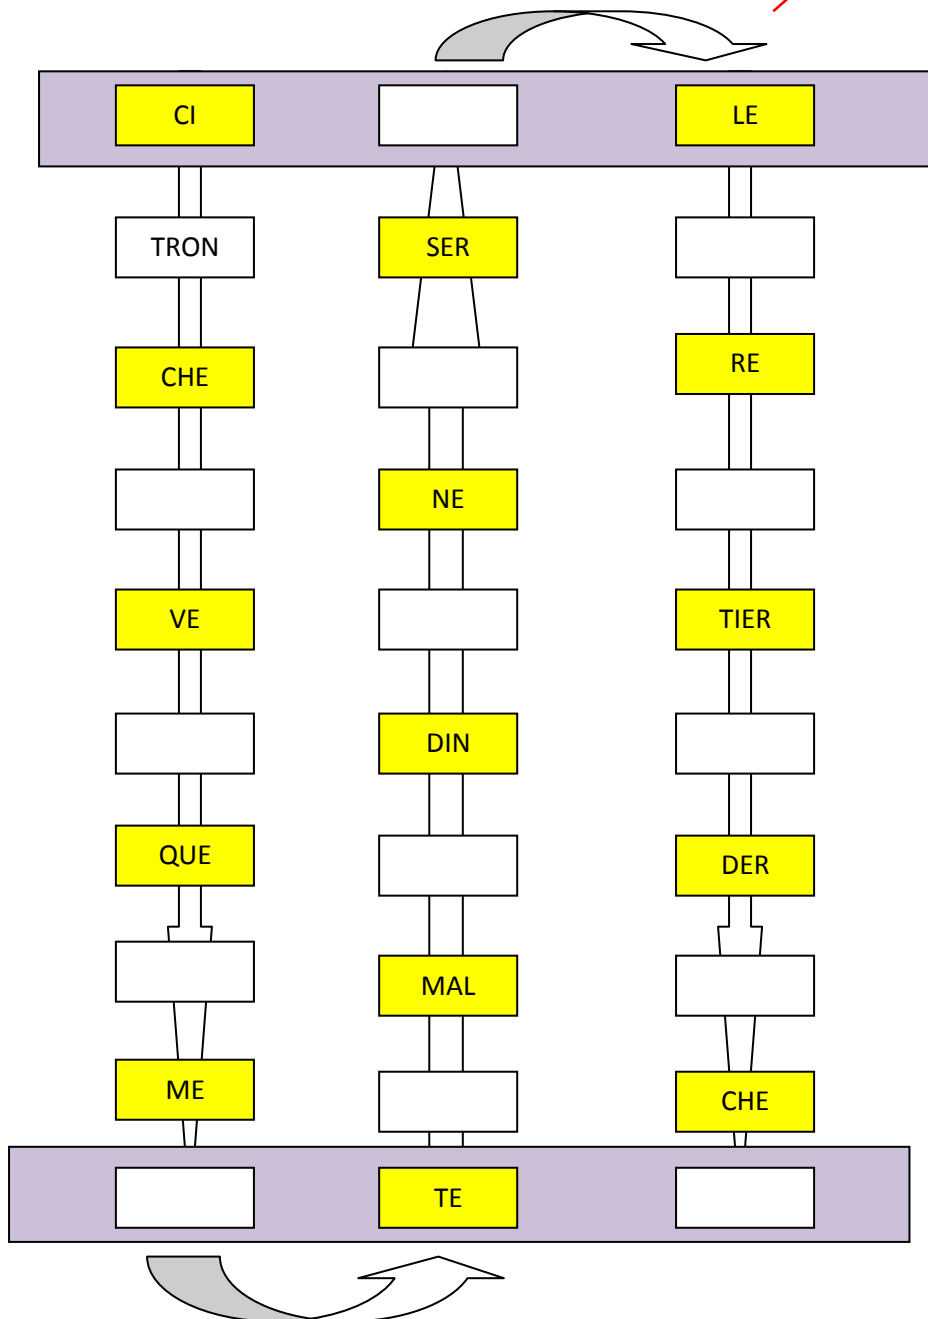 CI LE
TRON SER
CHE RE
NE
VE TIER
DIN
QUE DER
MAL
ME CHE
TE